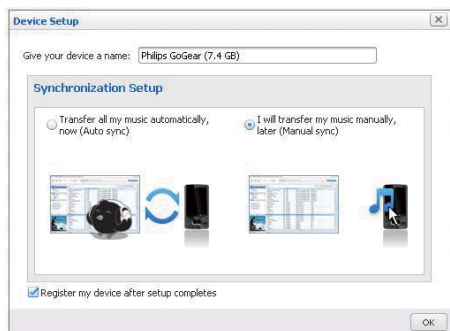 Device Setup
Give your device a name: Philips GoGear (7.4 GB)
Synchronization Setup
Transfer all my music automatically,
now (Auto sync)
I will transfer my music manually,
later (Manual sync)
Register my device after setup completes
OK